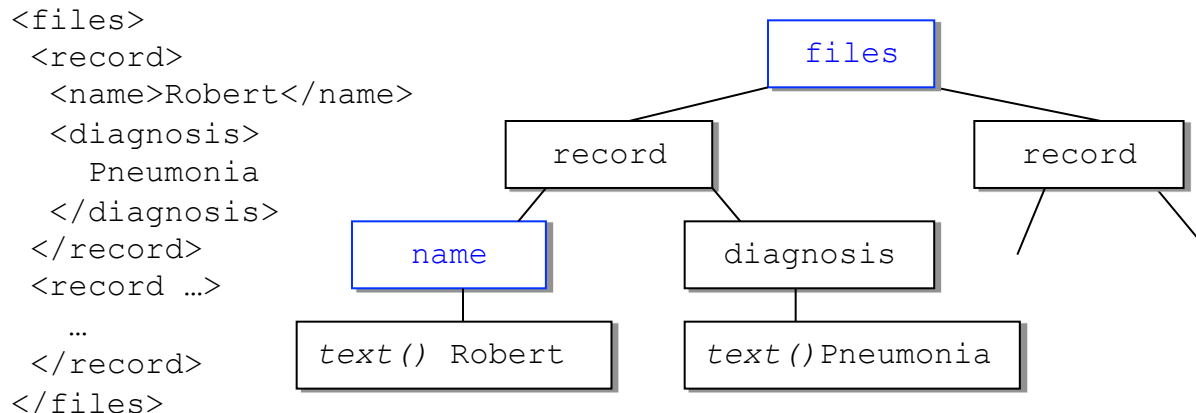 <files>
<record>
<name>Robert</name>
<diagnosis>
Pneumonia
</diagnosis>
</record>
<record …>
…
</record>
</files>
files
record
record
name
diagnosis
text() Robert
text()Pneumonia